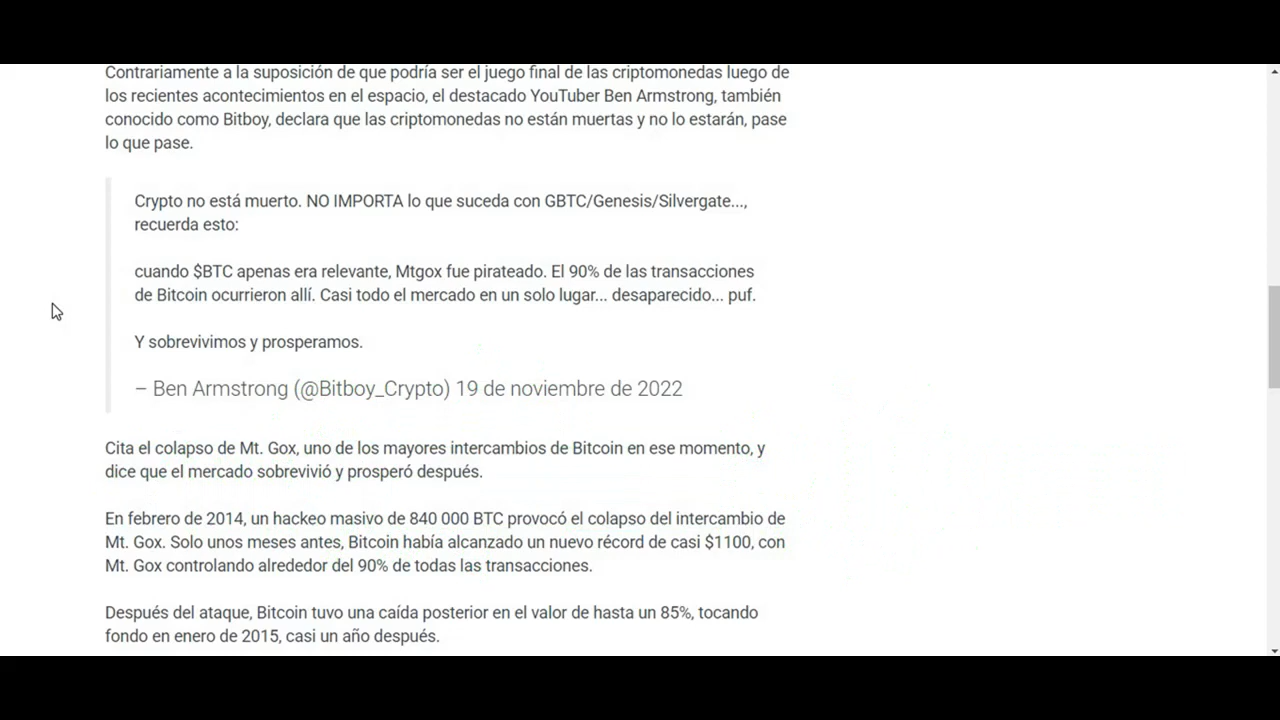 Contrariamente a la suposición de que podría ser el juego final de las criptomonedas luego de
los recientes acontecimientos en el espacio, el destacado YouTuber Ben Armstrong, también
conocido como Bitboy, declara que las criptomonedas no están muertas y no lo estarán, pase
lo que pase.
Crypto no está muerto. NO IMPORTA lo que suceda con GBTC/Genesis/Silvergate...,
recuerda esto:
cuando $BTC apenas era relevante, Mtgox fue pirateado. El 90% de las transacciones
de Bitcoin ocurrieron allí. Casi todo el mercado en un solo lugar... desaparecido... puf.
Y sobrevivimos y prosperamos.
– Ben Armstrong (@Bitboy_Crypto) 19 de noviembre de 2022
Cita el colapso de Mt. Gox, uno de los mayores intercambios de Bitcoin en ese momento, y
dice que el mercado sobrevivió y prosperó después.
En febrero de 2014, un hackeo masivo de 840 000 BTC provocó el colapso del intercambio de
Mt. Gox. Solo unos meses antes, Bitcoin había alcanzado un nuevo récord de casi $1100, con
Mt. Gox controlando alrededor del 90% de todas las transacciones.
Después del ataque, Bitcoin tuvo una caída posterior en el valor de hasta un 85%, tocando
fondo en enero de 2015, casi un año después.